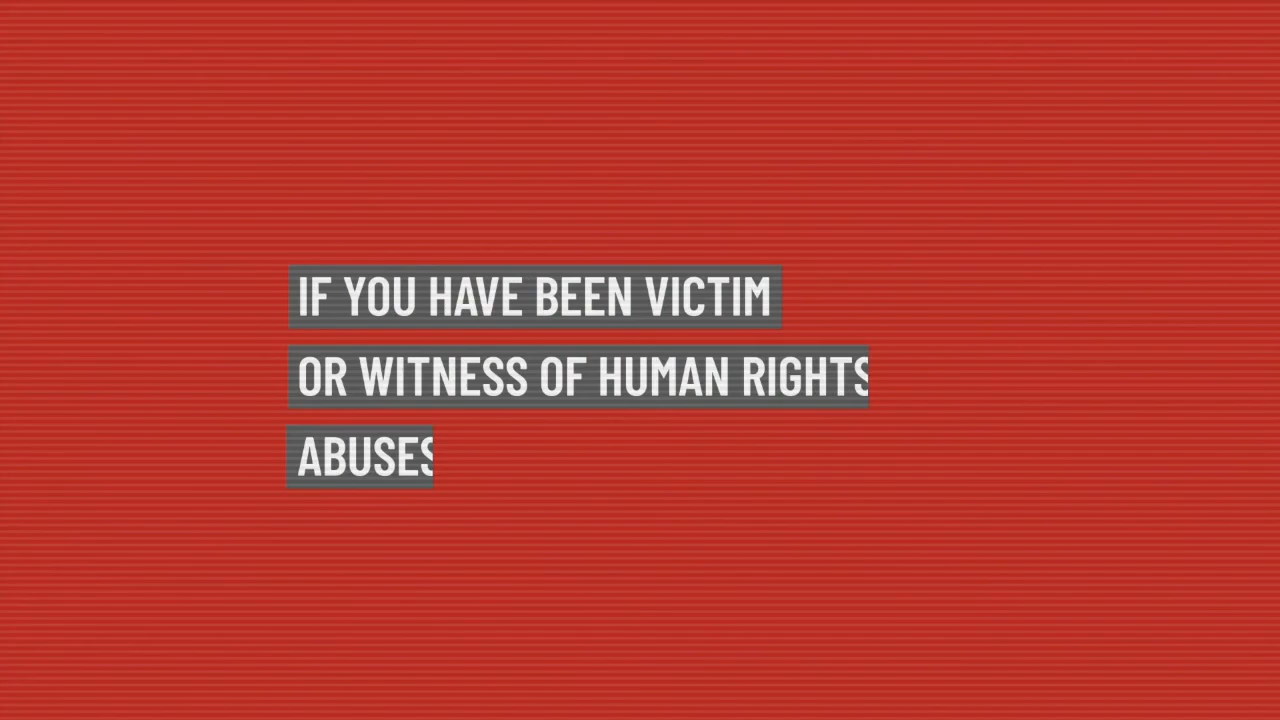 IF YOU HAVE BEEN VICTIM
OR WITNESS OF HUMAN RIGHTS
ABUSES